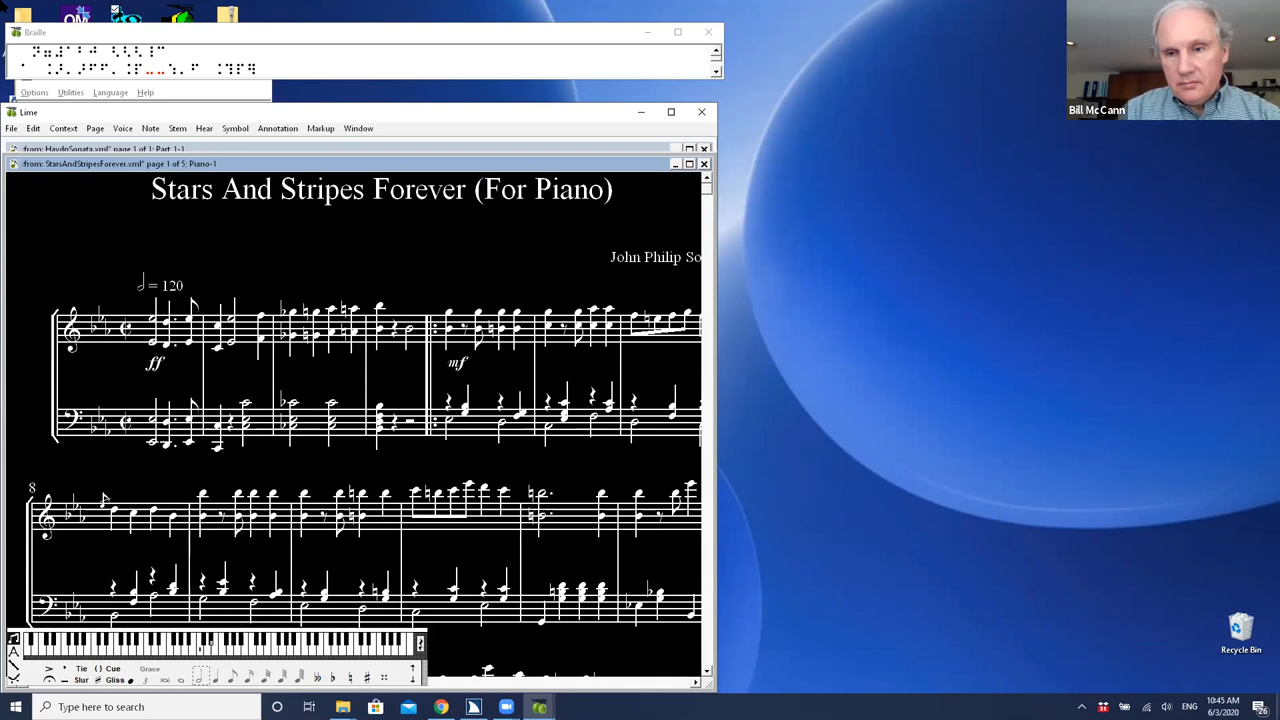 Braille
Options Utilities Language Help
Lime
File Edit Context Page Voice Note Stem Hear Symbol Annotation Markup Window
:from: HaydnSonata.xml* page 1 of 1: Part_1-1
:from: StarsAndStripesForever.xml* page 1 of 5; Piano-1
Stars And Stripes Forever (For Piano)
John Philip So
= 120
ff
mf
8
Tie ( ) Cue Grace
Slur Gliss
Bill McCann
Recycle Bin
Type here to search
ENG
10:45 AM
6/3/2020
26